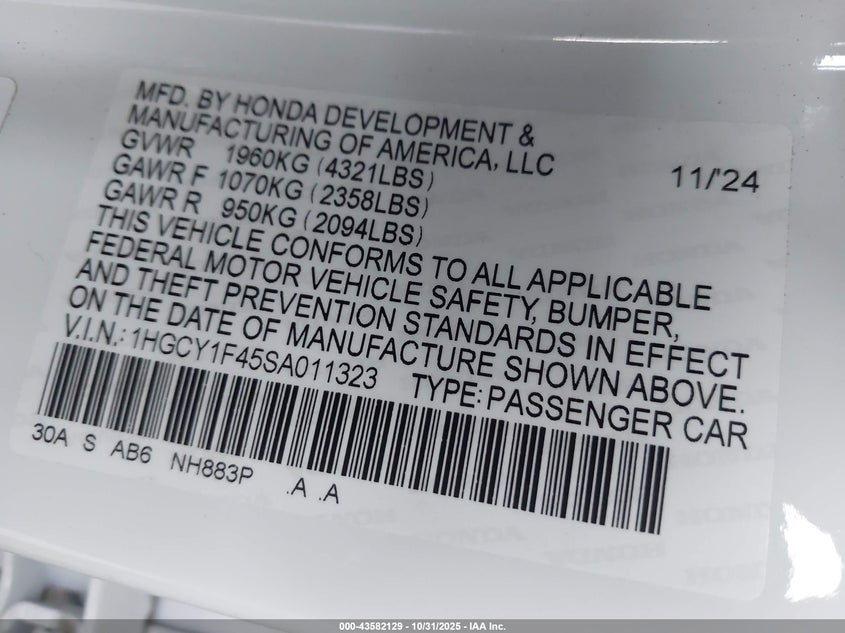 MFD. BY HONDA DEVELOPMENT &
MANUFACTURING OF AMERICA, LLC
11/'24
GVWR 1960KG (4321LBS)
GAWR F 1070KG (2358LBS)
GAWR R 950KG (2094LBS)
THIS VEHICLE CONFORMS TO ALL APPLICABLE
FEDERAL MOTOR VEHICLE SAFETY, BUMPER,
AND THEFT PREVENTION STANDARDS IN EFFECT
ON THE DATE OF MANUFACTURE SHOWN ABOVE.
V.I.N.: 1HGCY1F45SA011323 TYPE: PASSENGER CAR
30A S AB6 NH883P .A .A
000-43582129 - 10/31/2025 - IAA Inc.